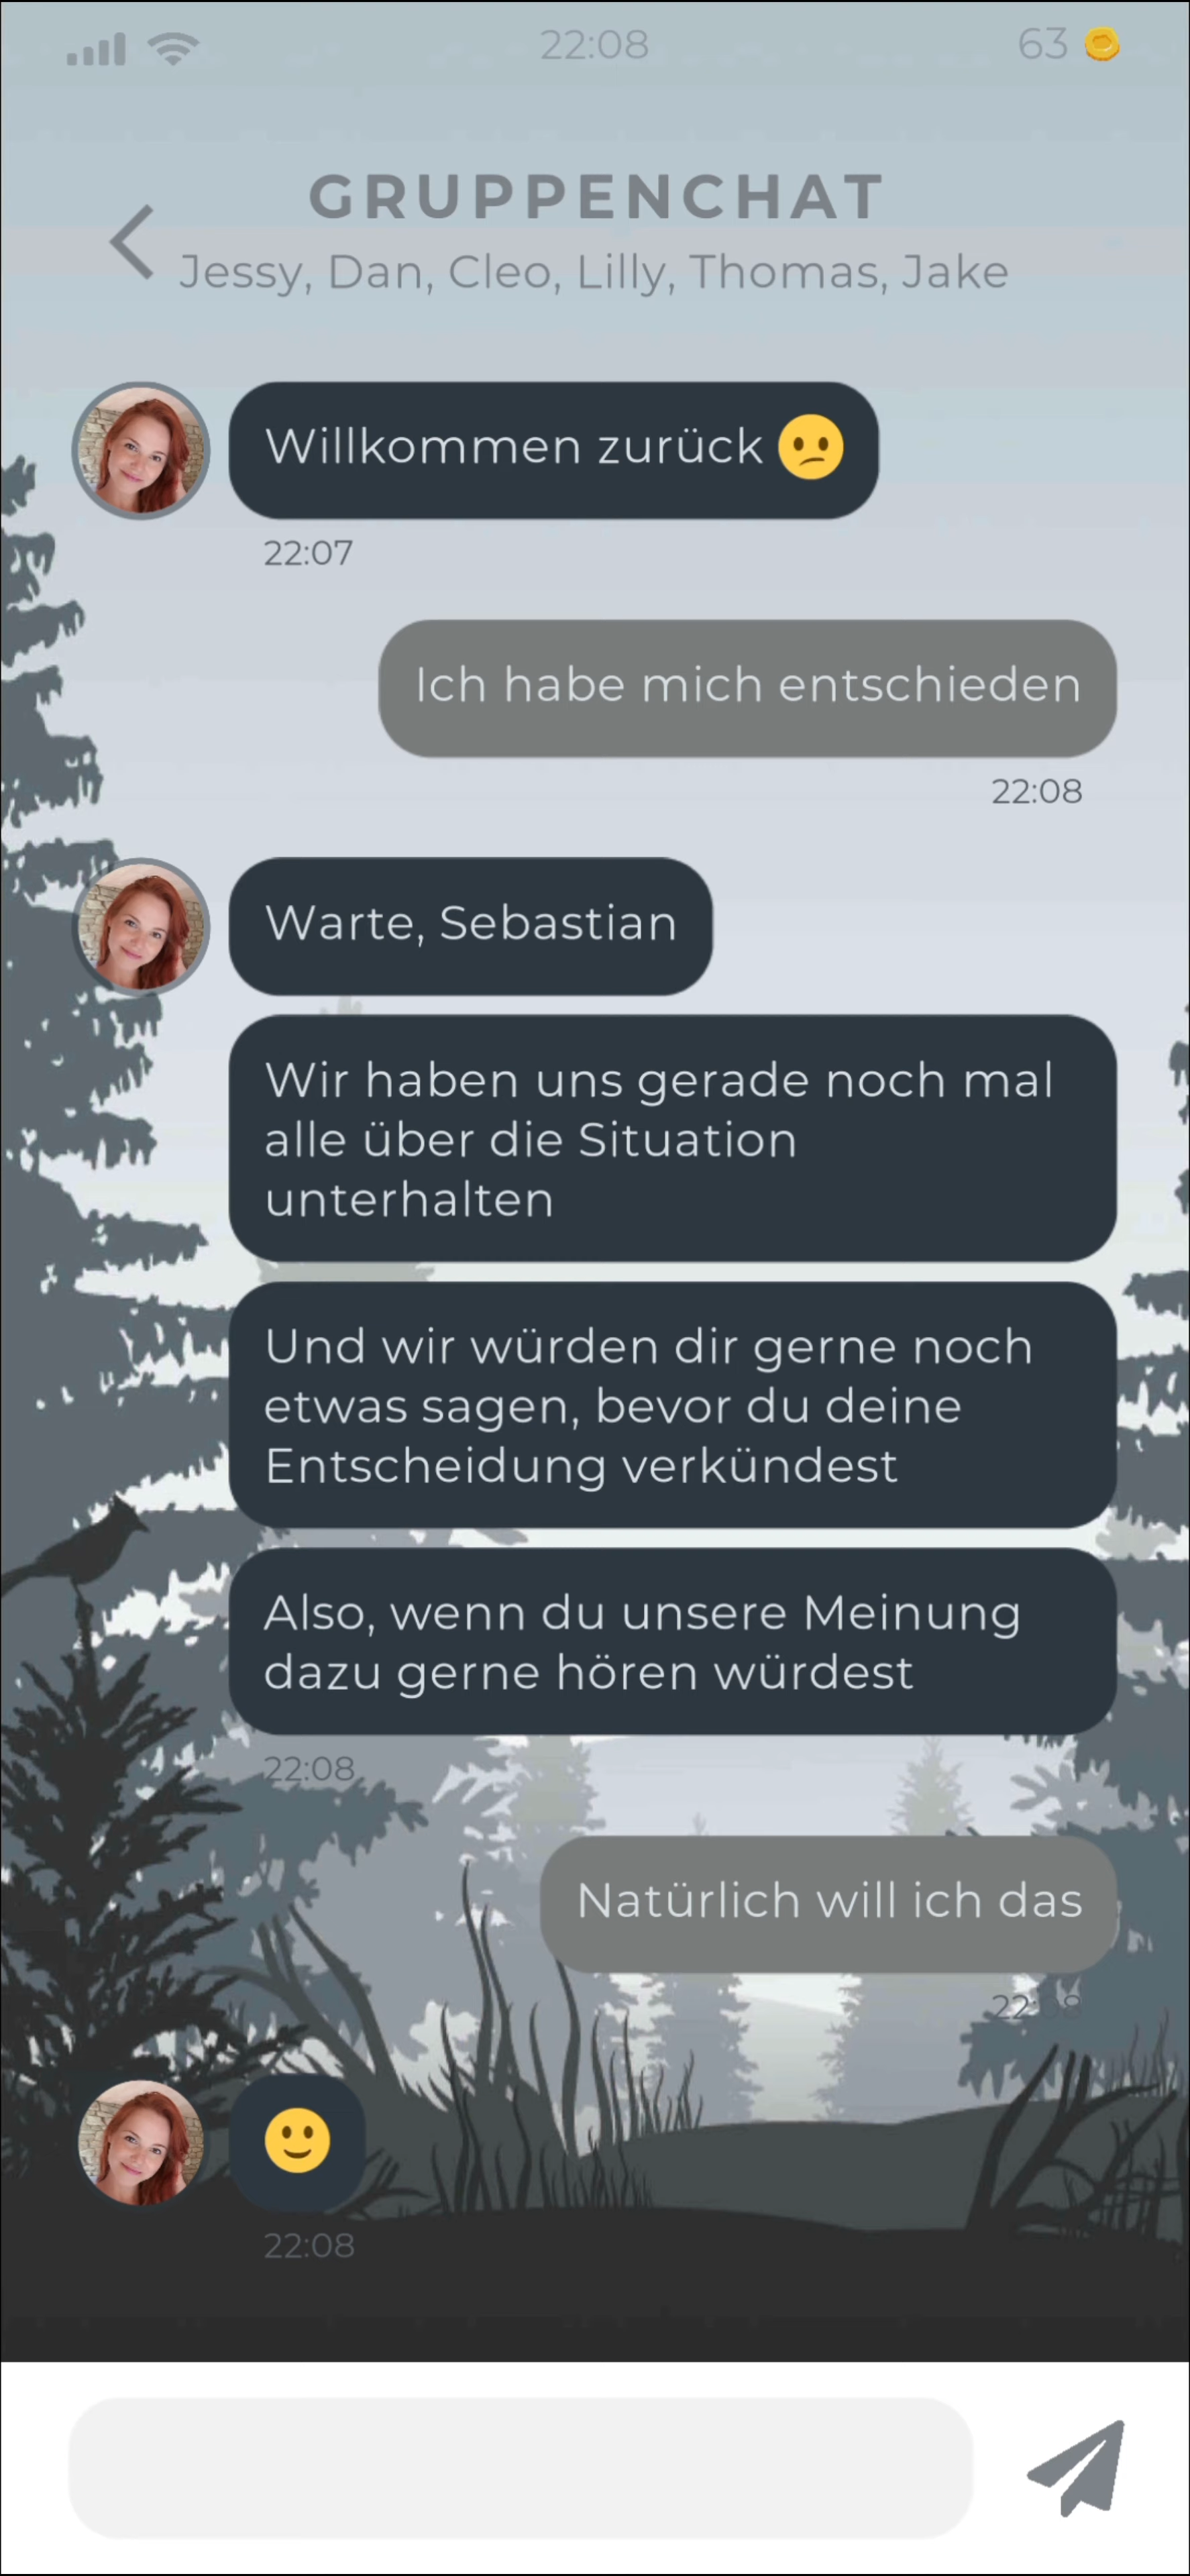 22:08
63
GRUPPENCHAT
Jessy, Dan, Cleo, Lilly, Thomas, Jake
Willkommen zurück 😕
22:07
Ich habe mich entschieden
22:08
Warte, Sebastian
Wir haben uns gerade noch mal
alle über die Situation
unterhalten
Und wir würden dir gerne noch
etwas sagen, bevor du deine
Entscheidung verkündest
Also, wenn du unsere Meinung
dazu gerne hören würdest
22:08
Natürlich will ich das
22:08
🙂
22:08